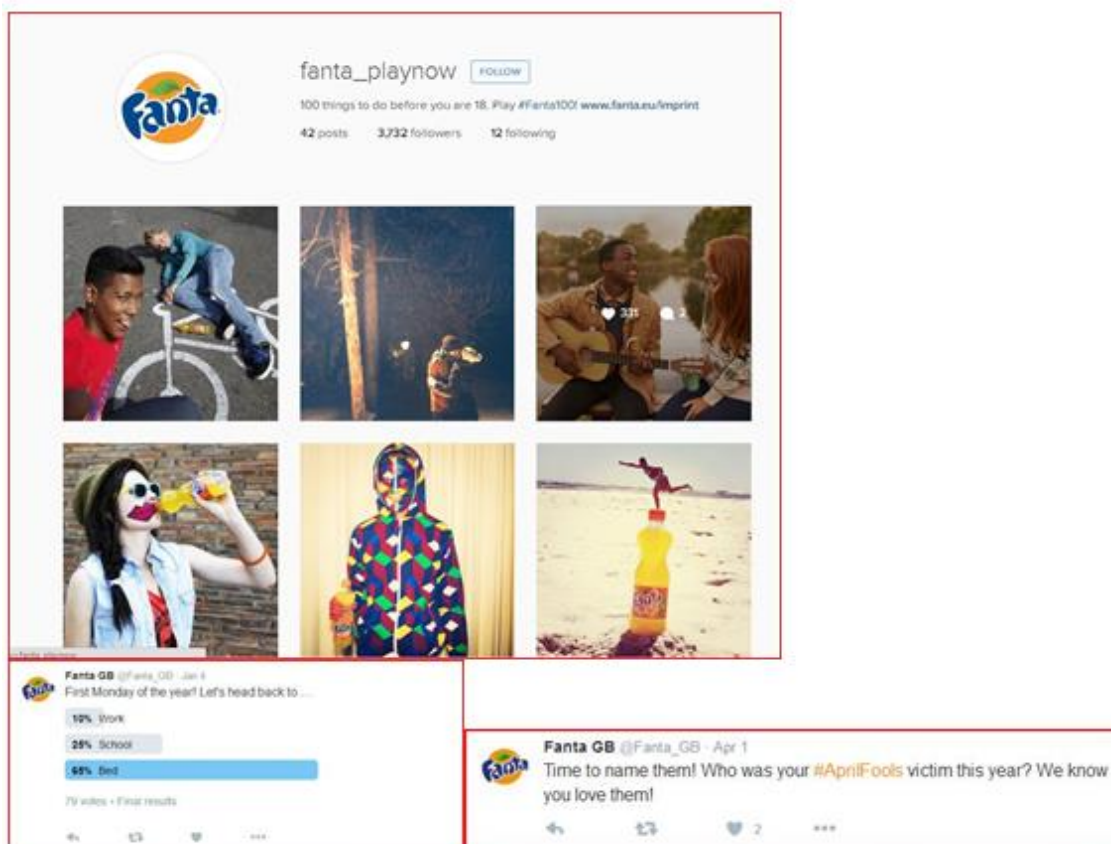 Fanta
fanta_playnow FOLLOW
100 things to do before you are 18. Play #Fanta100! www.fanta.eu/imprint
42 posts 3,732 followers 12 following
331
Fanta
Fanta GB @Fanta_GB · Jan 4
First Monday of the year! Let's head back to ...
10% Work
25% School
65% Bed
79 votes • Final results
Fanta
Fanta GB @Fanta_GB · Apr 1
Time to name them! Who was your #AprilFools victim this year? We know
you love them!
2